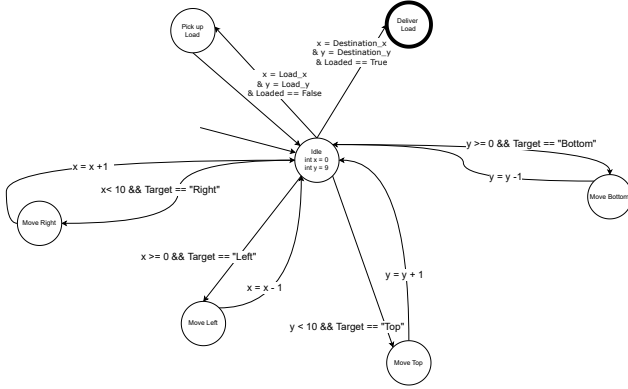 Pick up
Load
Deliver
Load
x = Destination_x
& y = Destination_y
& Loaded == True
x = Load_x
& y = Load_y
& Loaded == False
Idle
int x = 0
int y = 9
y >= 0 && Target == "Bottom"
x = x +1
y = y -1
x< 10 && Target == "Right"
Move Bottom
Move Right
x >= 0 && Target == "Left"
y = y + 1
x = x - 1
Move Left
y < 10 && Target == "Top"
Move Top